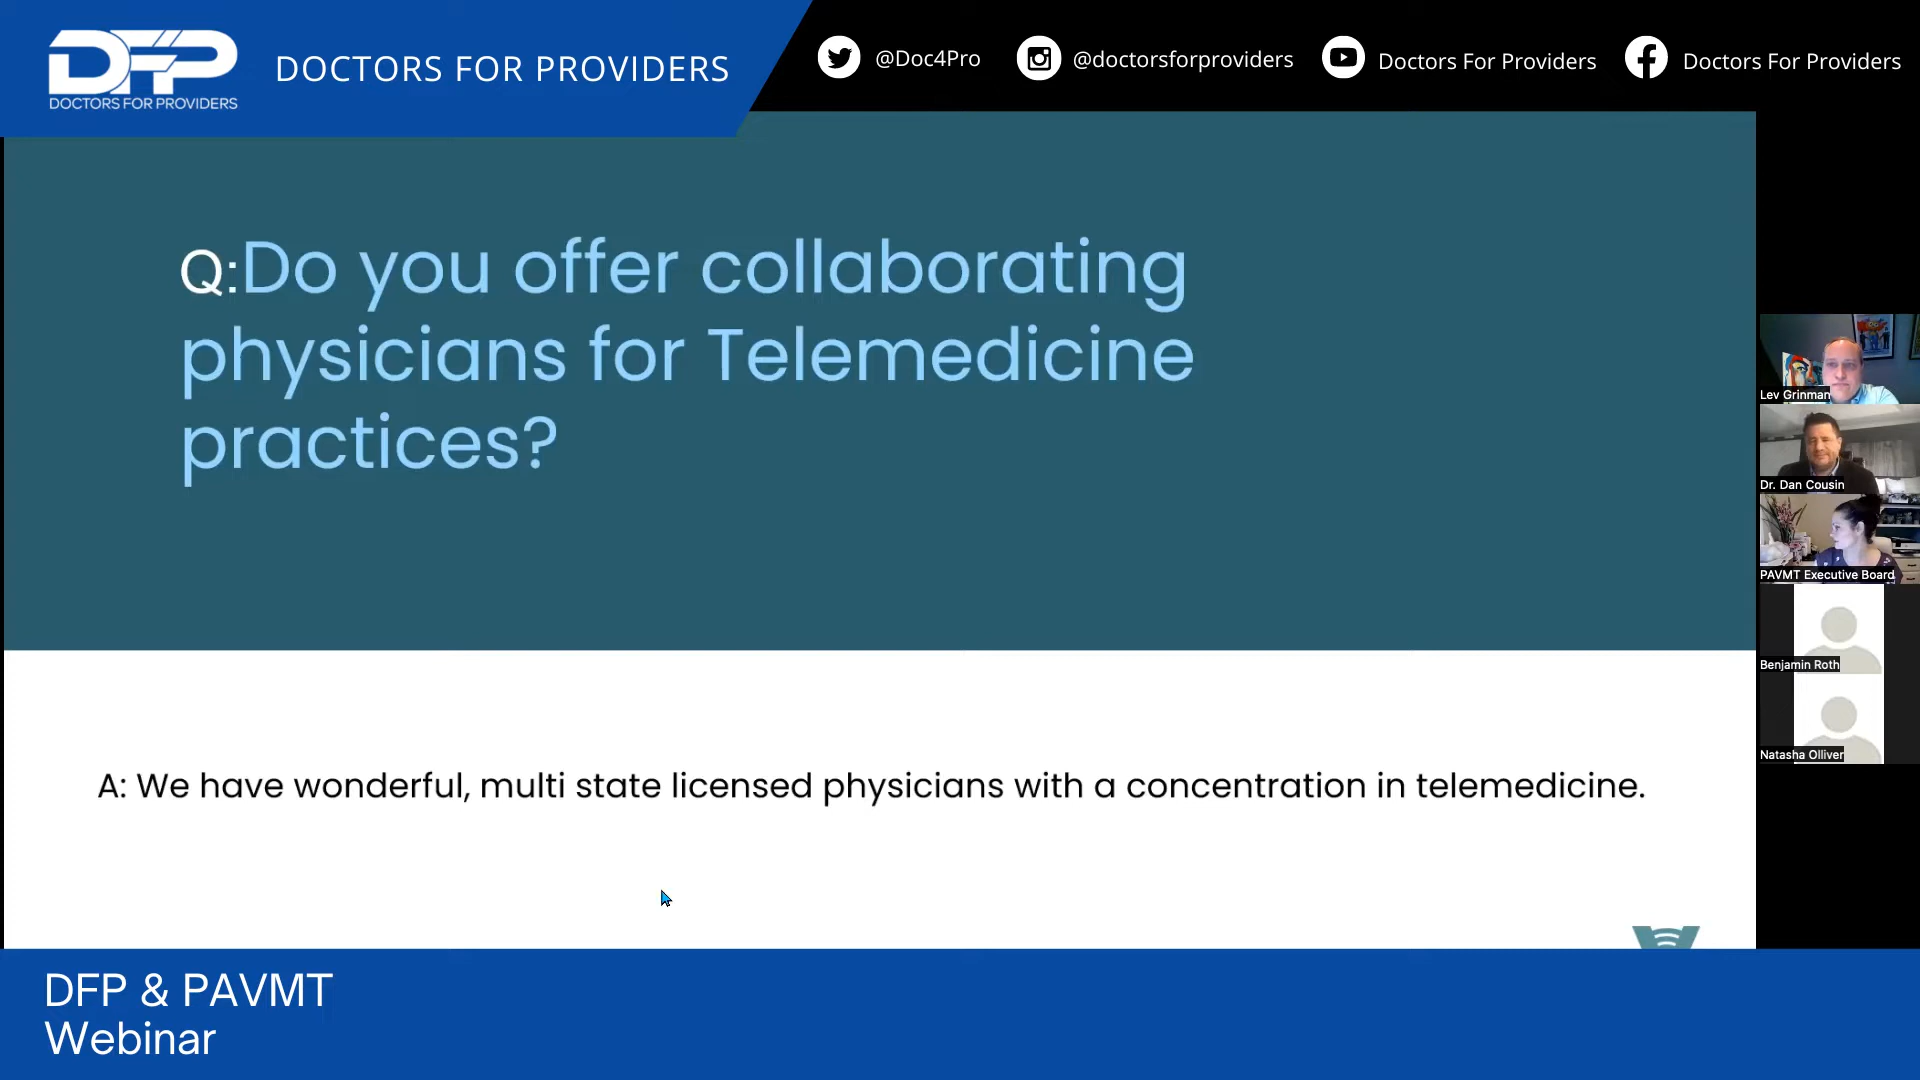 DFP
DOCTORS FOR PROVIDERS
DOCTORS FOR PROVIDERS
@Doc4Pro
@doctorsforproviders
Doctors For Providers
Doctors For Providers
Q:Do you offer collaborating
physicians for Telemedicine
practices?
A: We have wonderful, multi state licensed physicians with a concentration in telemedicine.
Lev Grinman
Dr. Dan Cousin
PAVMT Executive Board
Benjamin Roth
Natasha Olliver
DFP & PAVMT
Webinar